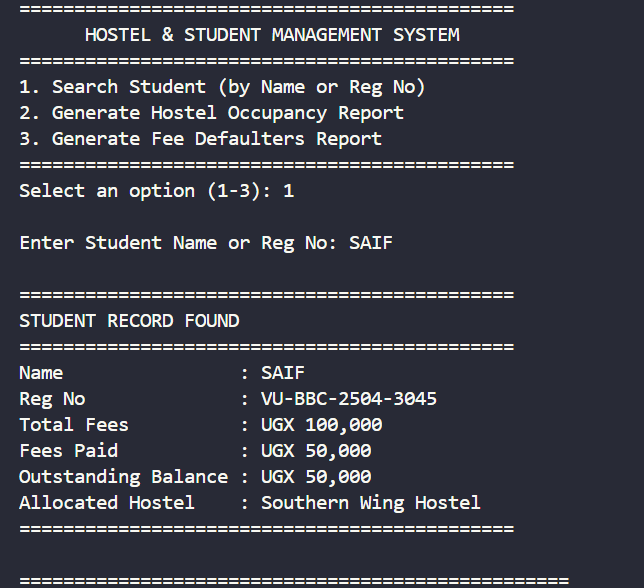 =============================================
      HOSTEL & STUDENT MANAGEMENT SYSTEM
=============================================
1. Search Student (by Name or Reg No)
2. Generate Hostel Occupancy Report
3. Generate Fee Defaulters Report
=============================================
Select an option (1-3): 1

Enter Student Name or Reg No: SAIF

=============================================
STUDENT RECORD FOUND
=============================================
Name                : SAIF
Reg No              : VU-BBC-2504-3045
Total Fees          : UGX 100,000
Fees Paid           : UGX 50,000
Outstanding Balance : UGX 50,000
Allocated Hostel    : Southern Wing Hostel
=============================================

==================================================